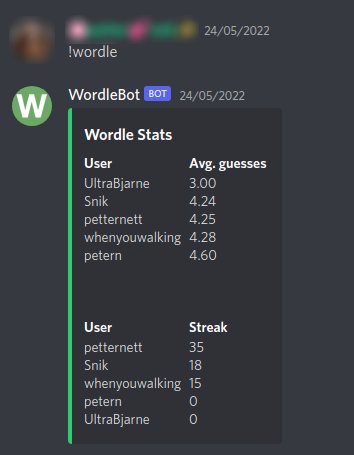 24/05/2022
!wordle
W
WordleBot BOT 24/05/2022
Wordle Stats
User Avg. guesses
UltraBjarne 3.00
Snik 4.24
petternett 4.25
whenyouwalking 4.28
petern 4.60
User Streak
petternett 35
Snik 18
whenyouwalking 15
petern 0
UltraBjarne 0